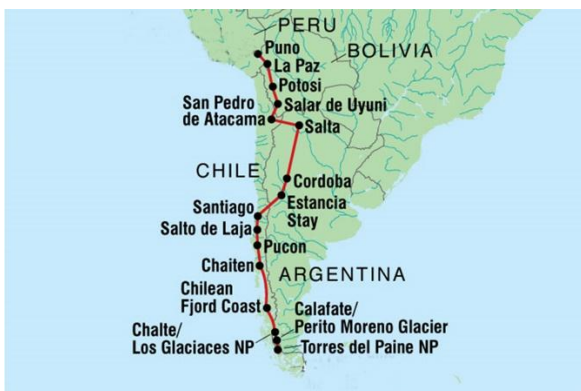 PERU
Puno
BOLIVIA
La Paz
Potosi
San Pedro
de Atacama
Salar de Uyuni
Salta
CHILE
Cordoba
Estancia
Stay
Santiago
Salto de Laja
Pucon
Chaiten
ARGENTINA
Chilean
Fjord Coast
Calafate/
Perito Moreno Glacier
Chalte/
Los Glaciaces NP
Torres del Paine NP